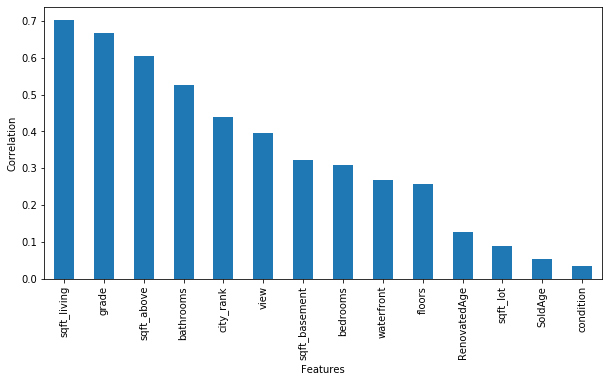 0.7
0.6
0.5
0.4
0.3
0.2
0.1
0.0
Correlation
sqft_living
grade
sqft_above
bathrooms
city_rank
view
sqft_basement
bedrooms
waterfront
floors
RenovatedAge
sqft_lot
SoldAge
condition
Features